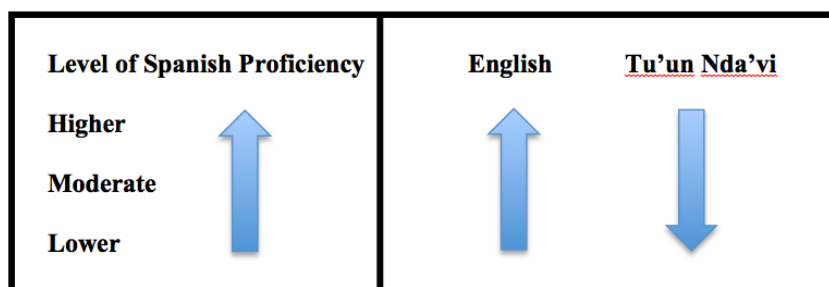 Level of Spanish Proficiency English Tu’un Nda’vi
Higher
Moderate
Lower